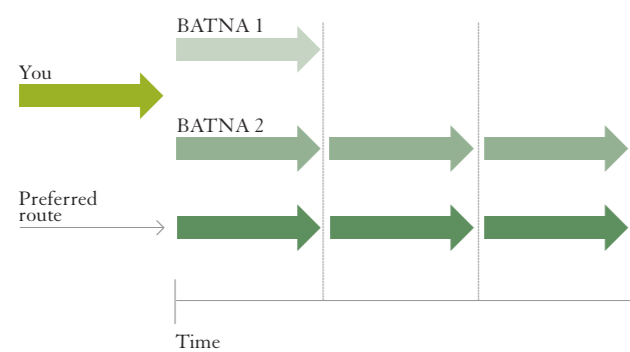 BATNA 1
You
BATNA 2
Preferred
route
Time